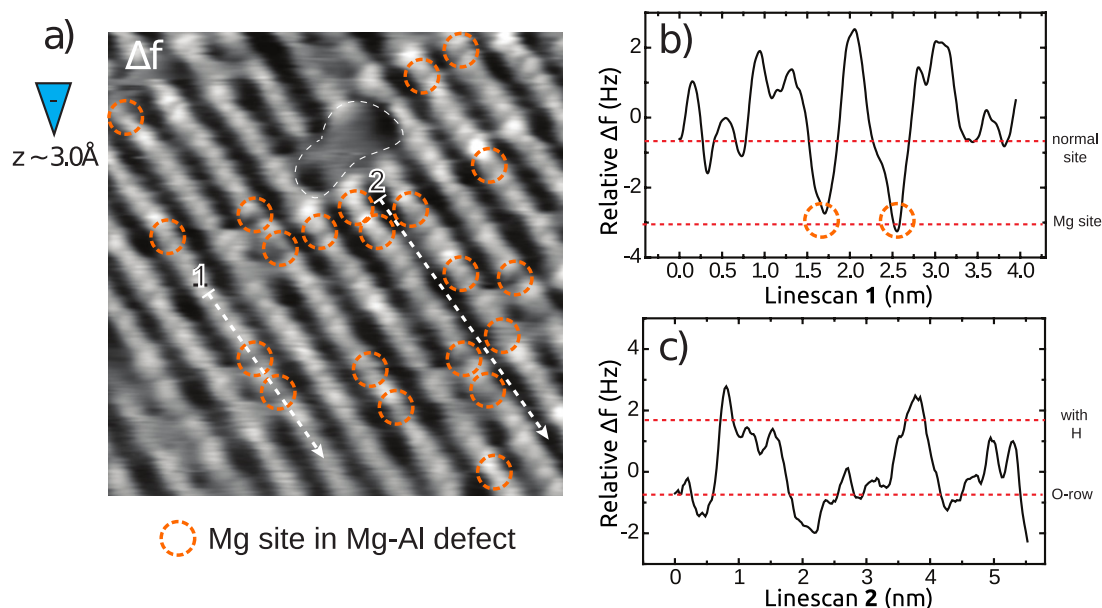 a)
Δf
-
z ~3.0Å
1
2
Mg site in Mg-Al defect
b)
Relative Δf (Hz)
2
0
-2
-4
normal
site
Mg site
0.0 0.5 1.0 1.5 2.0 2.5 3.0 3.5 4.0
Linescan 1 (nm)
c)
Relative Δf (Hz)
4
2
0
-2
with
H
O-row
0 1 2 3 4 5
Linescan 2 (nm)